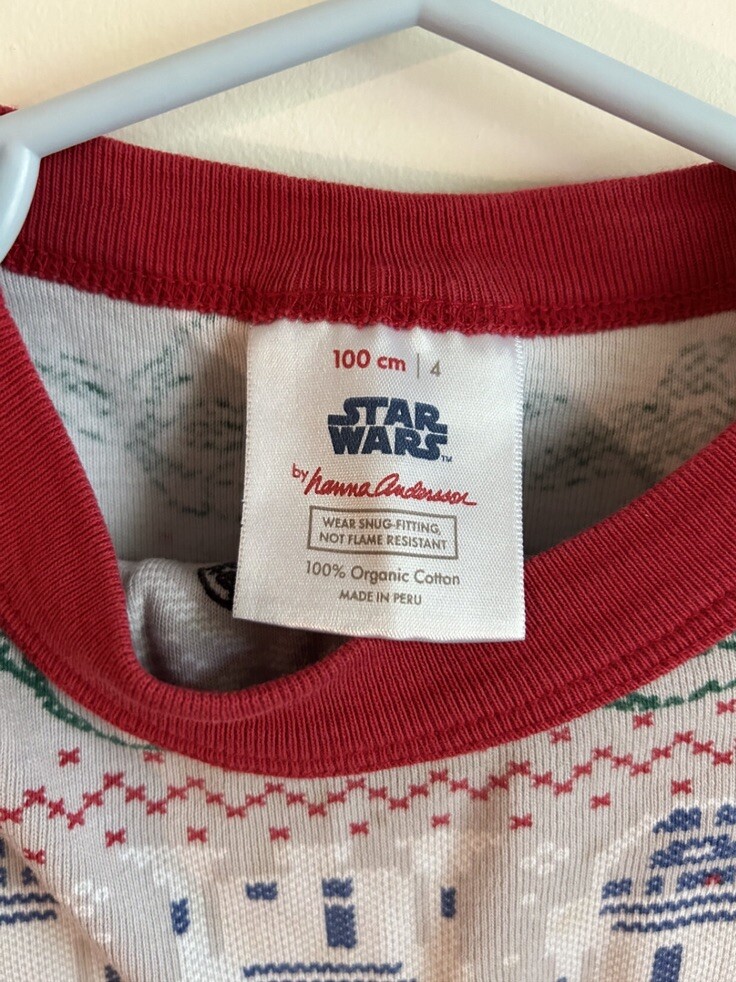 100 cm | 4
STAR
WARS™
by hanna Andersson
WEAR SNUG-FITTING,
NOT FLAME RESISTANT
100% Organic Cotton
MADE IN PERU